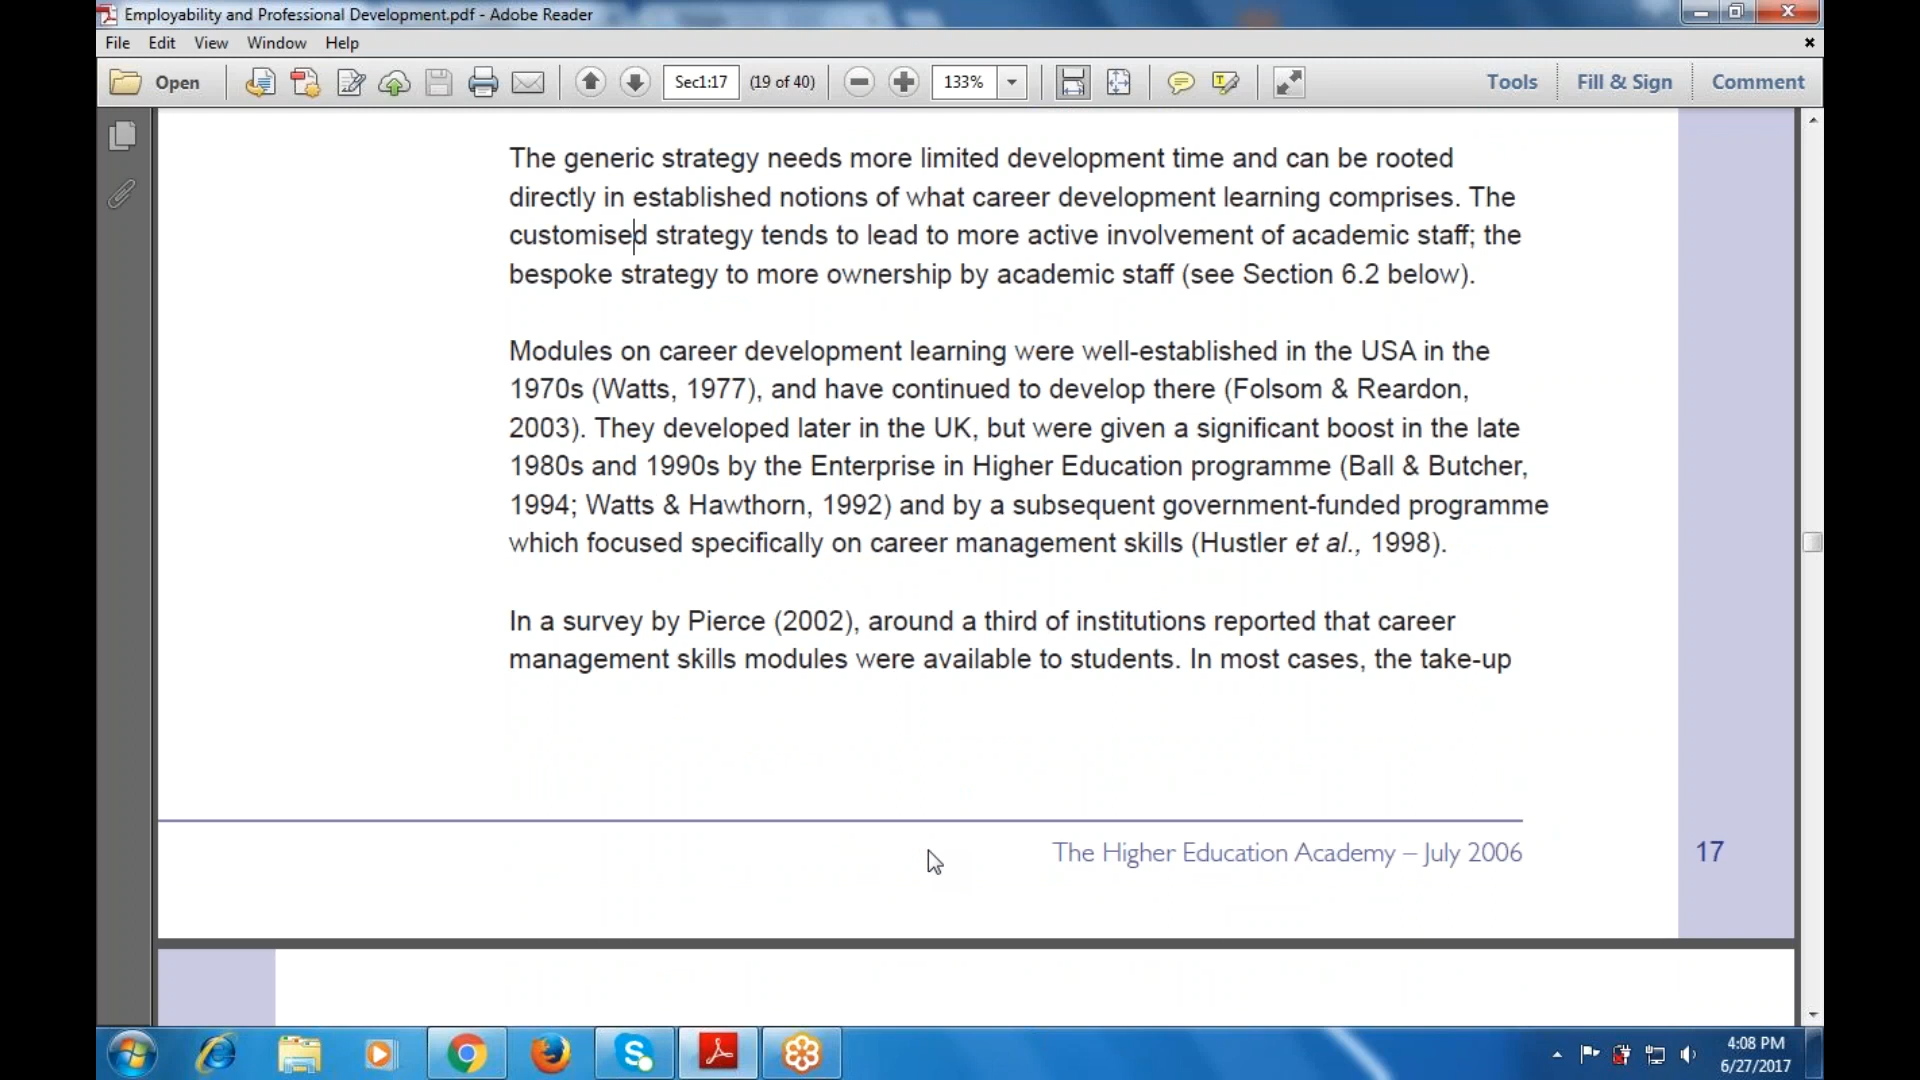 Employability and Professional Development.pdf - Adobe Reader
File Edit View Window Help
Open Sec1:17 (19 of 40) 133% Tools Fill & Sign Comment
The generic strategy needs more limited development time and can be rooted
directly in established notions of what career development learning comprises. The
customised strategy tends to lead to more active involvement of academic staff; the
bespoke strategy to more ownership by academic staff (see Section 6.2 below).
Modules on career development learning were well-established in the USA in the
1970s (Watts, 1977), and have continued to develop there (Folsom & Reardon,
2003). They developed later in the UK, but were given a significant boost in the late
1980s and 1990s by the Enterprise in Higher Education programme (Ball & Butcher,
1994; Watts & Hawthorn, 1992) and by a subsequent government-funded programme
which focused specifically on career management skills (Hustler et al., 1998).
In a survey by Pierce (2002), around a third of institutions reported that career
management skills modules were available to students. In most cases, the take-up
The Higher Education Academy – July 2006 17
4:08 PM
6/27/2017